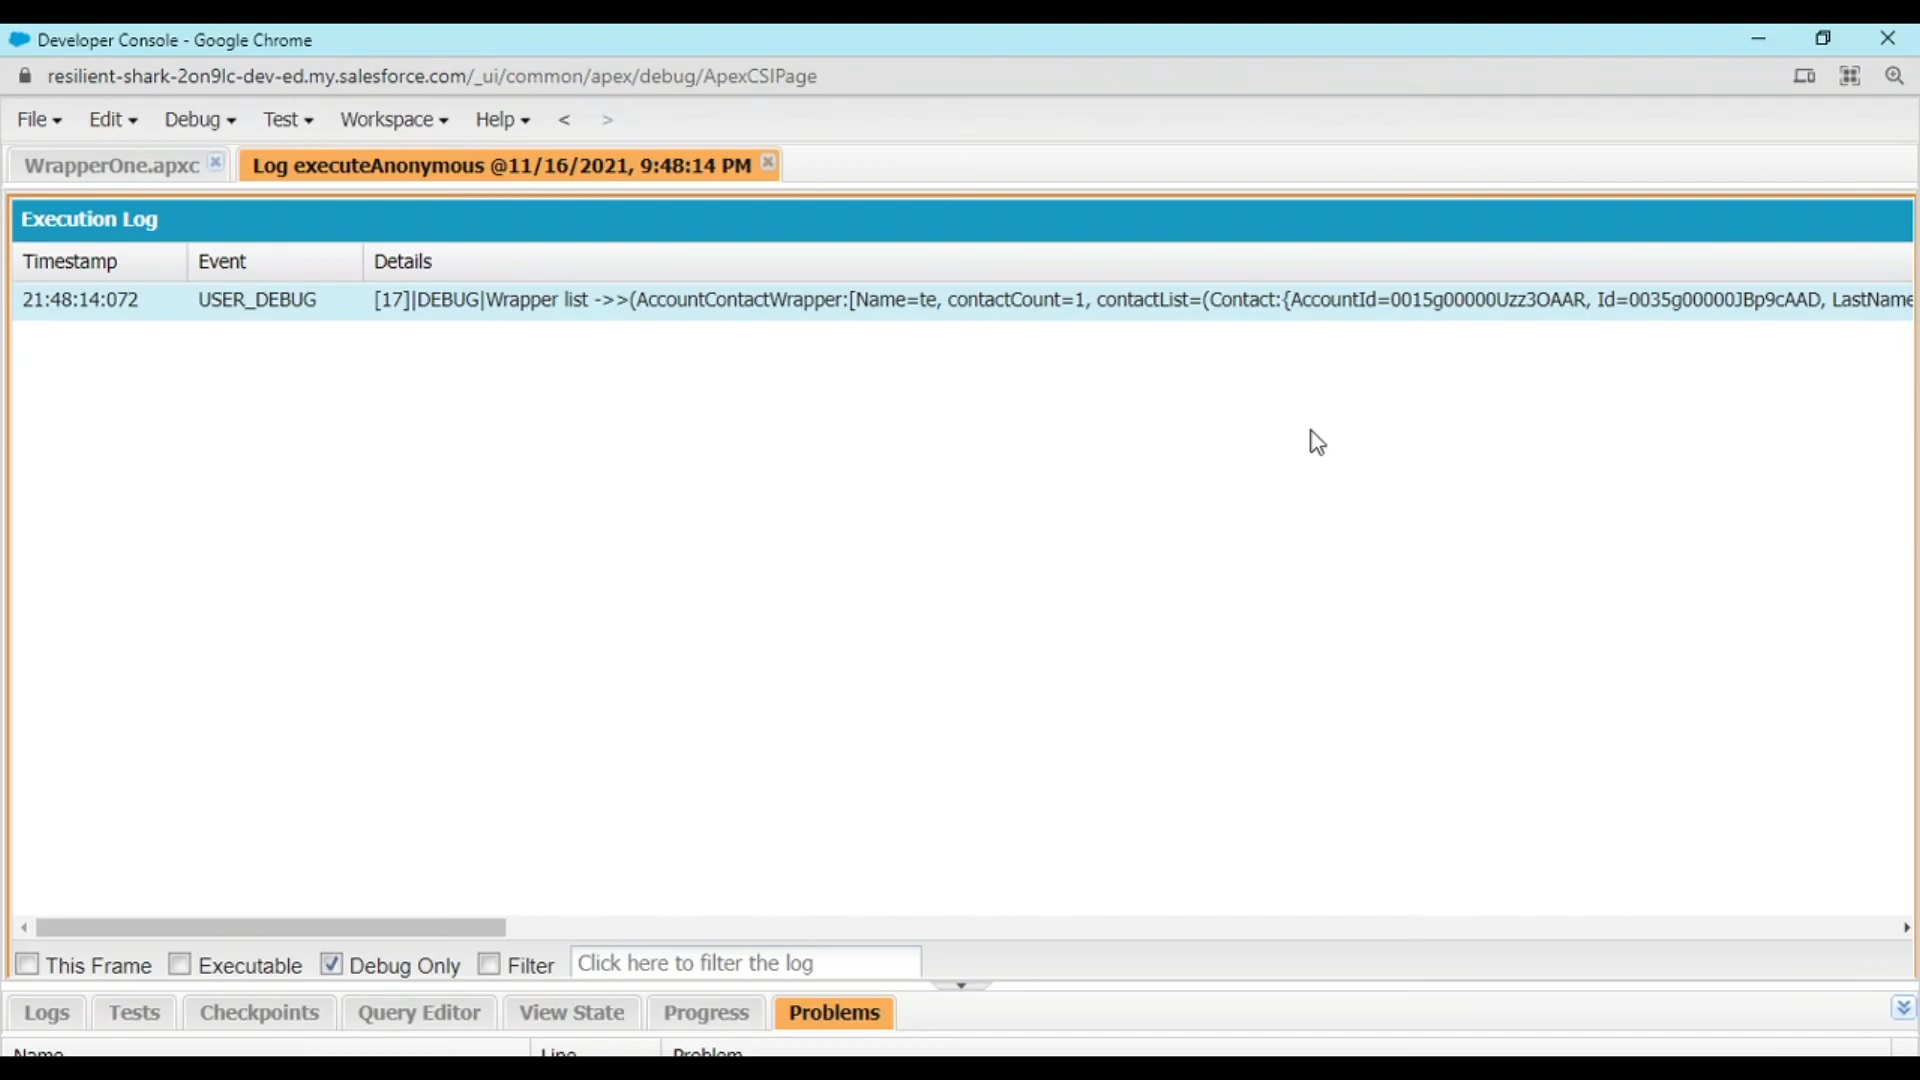 Developer Console - Google Chrome
resilient-shark-2on9lc-dev-ed.my.salesforce.com/_ui/common/apex/debug/ApexCSIPage
File Edit Debug Test Workspace Help < >
WrapperOne.apxc Log executeAnonymous @11/16/2021, 9:48:14 PM
Execution Log
Timestamp Event Details
21:48:14:072 USER_DEBUG [17]|DEBUG|Wrapper list ->>(AccountContactWrapper:[Name=te, contactCount=1, contactList=(Contact:{AccountId=0015g00000Uzz3OAAR, Id=0035g00000JBp9cAAD, LastName
This Frame Executable Debug Only Filter Click here to filter the log
Logs Tests Checkpoints Query Editor View State Progress Problems
Name Line Problem